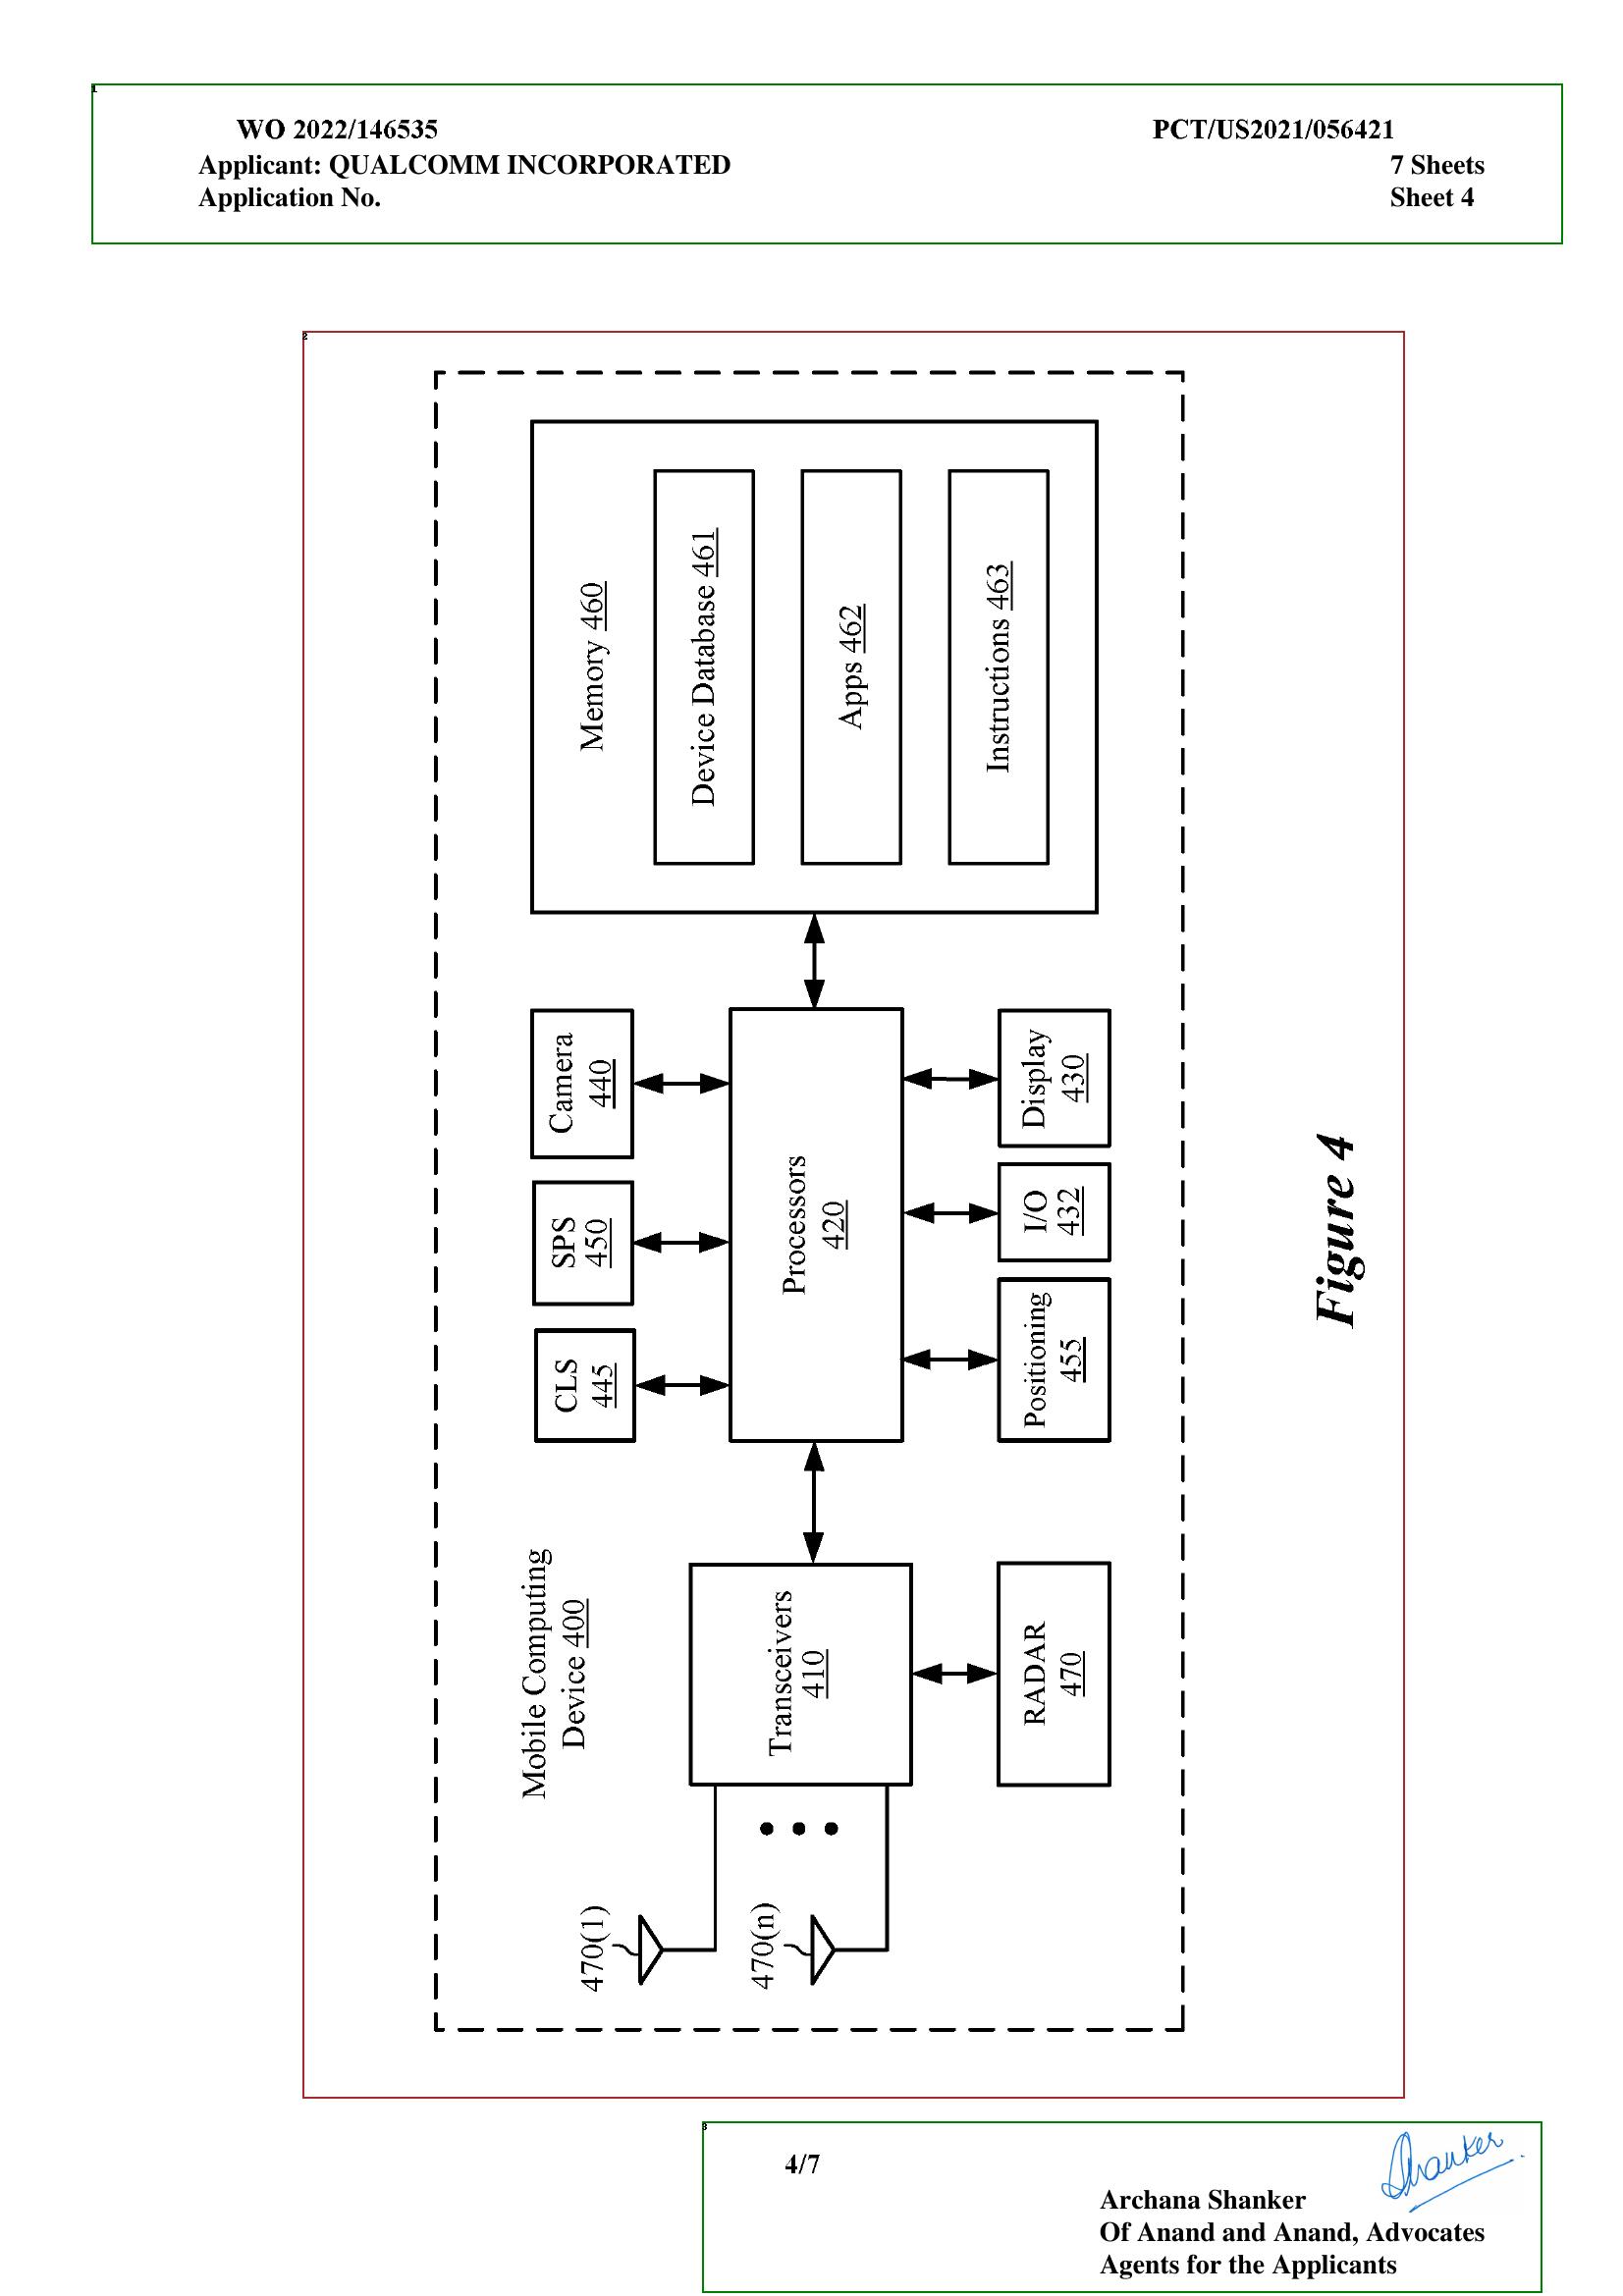 1
WO 2022/146535
PCT/US2021/056421
Applicant: QUALCOMM INCORPORATED
7 Sheets
Application No.
Sheet 4
2
Mobile Computing
Device 400
470(1)
470(n)
Transceivers
410
RADAR
470
CLS
445
SPS
450
Camera
440
Processors
420
Positioning
455
I/O
432
Display
430
Memory 460
Device Database 461
Apps 462
Instructions 463
Figure 4
3
4/7
Shanker
Archana Shanker
Of Anand and Anand, Advocates
Agents for the Applicants